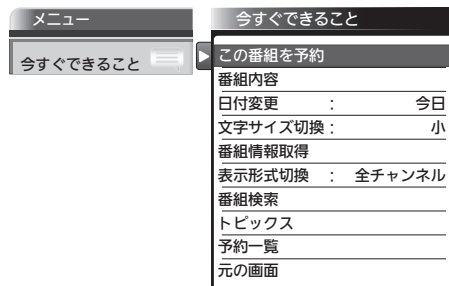 メニュー
今すぐできること
今すぐできること
この番組を予約
番組内容
日付変更 : 今日
文字サイズ切換 : 小
番組情報取得
表示形式切換 : 全チャンネル
番組検索
トピックス
予約一覧
元の画面